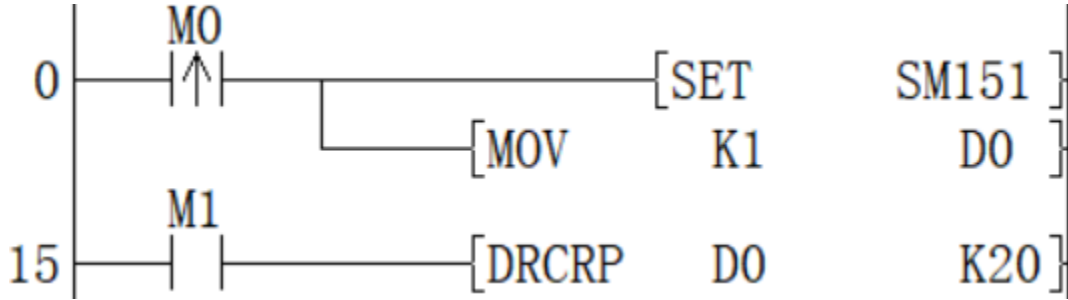 M0
0 SET SM151
MOV K1 D0
M1
15 DRCRP D0 K20